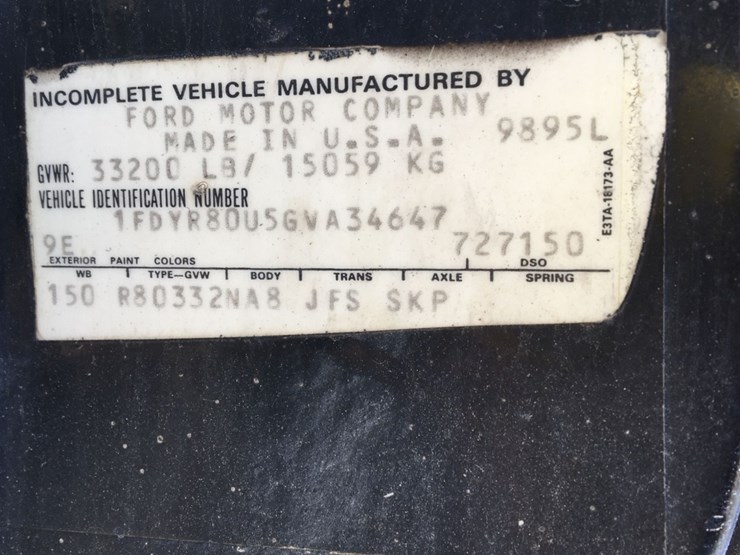 INCOMPLETE VEHICLE MANUFACTURED BY
FORD MOTOR COMPANY
MADE IN U.S.A. 9895L
GVWR: 33200 LB/ 15059 KG
VEHICLE IDENTIFICATION NUMBER
1FDYR80U5GVA34647
9E 727150
EXTERIOR PAINT COLORS DSO
WB TYPE-GVW BODY TRANS AXLE SPRING
150 R80332NA8 JFS SKP
E3TA-18173-AA